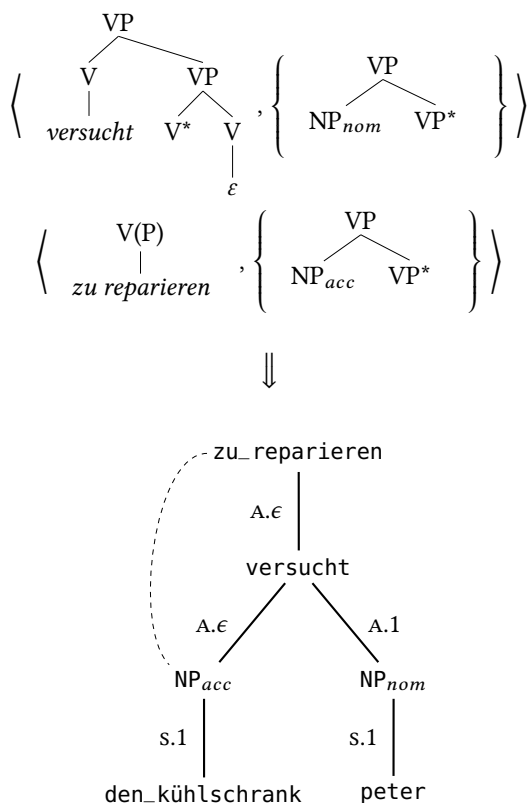 VP
V VP VP
⟨ versucht V* V , { NP_nom VP* } ⟩
ε
V(P) VP
⟨ zu reparieren , { NP_acc VP* } ⟩
⇓
zu_reparieren
A.ϵ
versucht
A.ϵ A.1
NP_acc NP_nom
S.1 S.1
den_kühlschrank peter